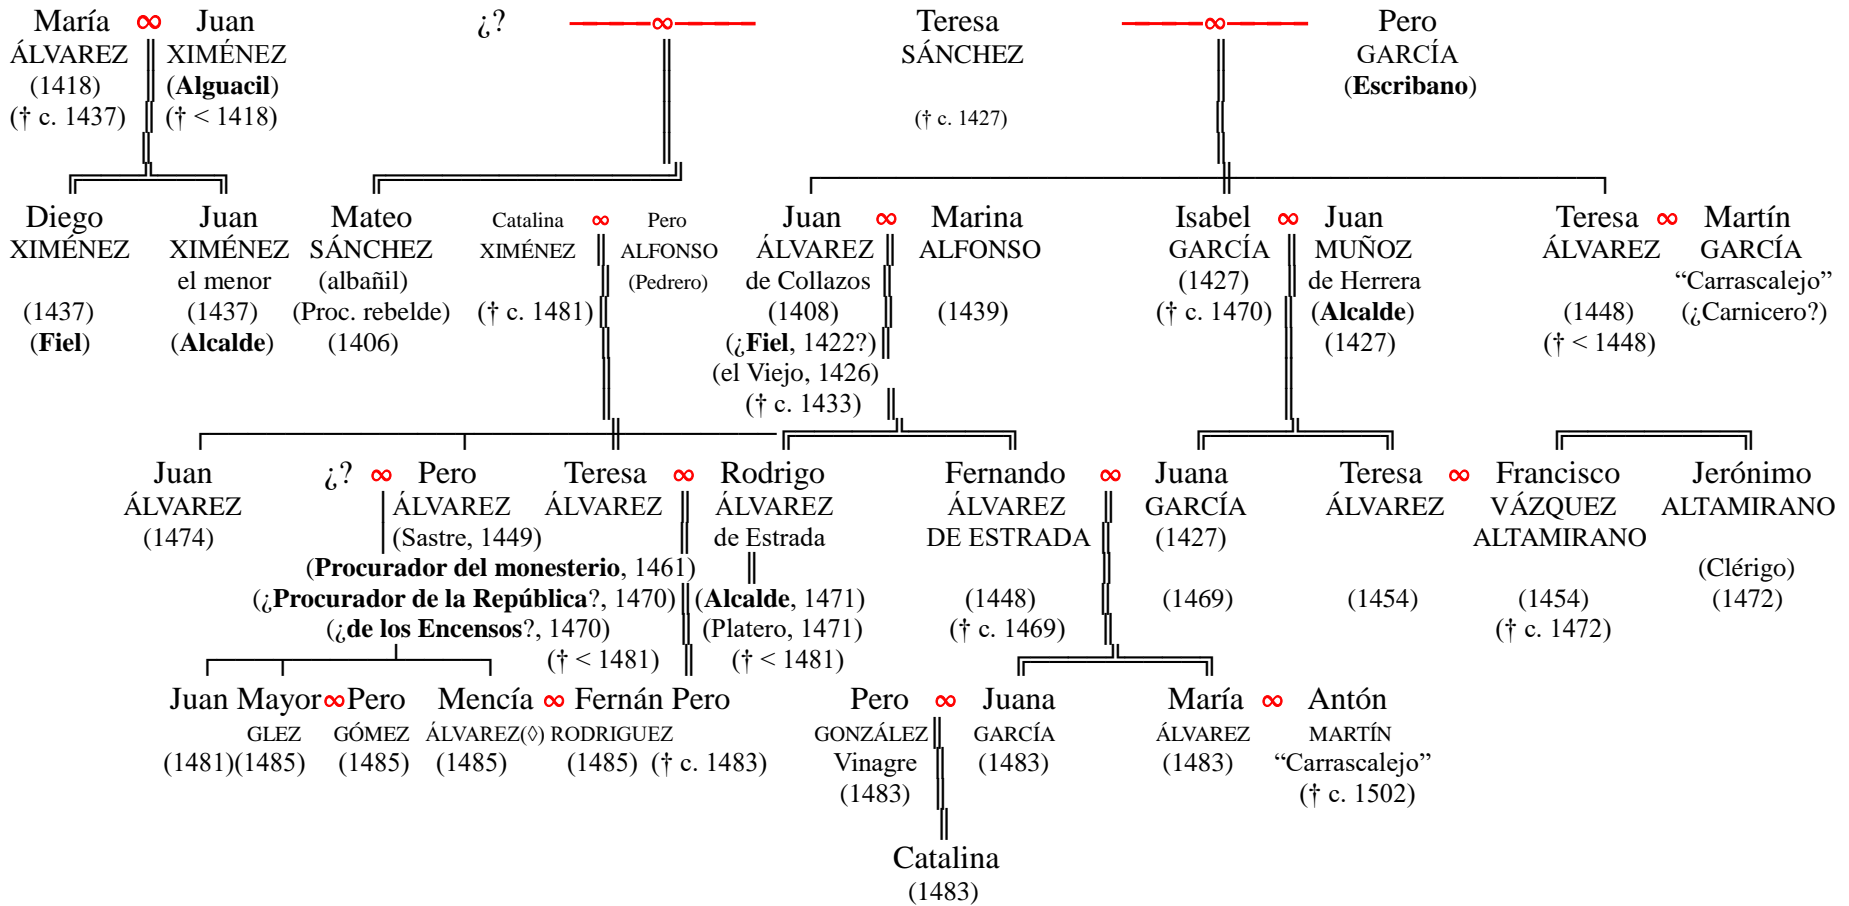 María ∞ Juan ¿? ∞ Teresa ∞ Pero
ÁLVAREZ XIMÉNEZ SÁNCHEZ GARCÍA
(1418) (Alguacil) (Escribano)
(† c. 1437) († < 1418) († c. 1427)
Diego Juan Mateo Catalina ∞ Pero Juan ∞ Marina Isabel ∞ Juan Teresa ∞ Martín
XIMÉNEZ XIMÉNEZ SÁNCHEZ XIMÉNEZ ALFONSO ÁLVAREZ ALFONSO GARCÍA MUÑOZ ÁLVAREZ GARCÍA
el menor (albañil) (Pedrero) de Collazos (1427) de Herrera “Carrascalejo”
(1437) (1437) (Proc. rebelde) († c. 1481) (1408) (1439) († c. 1470) (Alcalde) (1448) (¿Carnicero?)
(Fiel) (Alcalde) (1406) (¿Fiel, 1422?) (1427) († < 1448)
(el Viejo, 1426)
(† c. 1433)
Juan ¿? ∞ Pero Teresa ∞ Rodrigo Fernando ∞ Juana Teresa ∞ Francisco Jerónimo
ÁLVAREZ ÁLVAREZ ÁLVAREZ ÁLVAREZ ÁLVAREZ GARCÍA ÁLVAREZ VÁZQUEZ ALTAMIRANO
(1474) (Sastre, 1449) de Estrada DE ESTRADA (1427) ALTAMIRANO
(Procurador del monesterio, 1461) (Clérigo)
(¿Procurador de la República?, 1470) (Alcalde, 1471) (1448) (1469) (1454) (1454) (1472)
(¿de los Encensos?, 1470) (Platero, 1471) († c. 1469) († c. 1472)
(† < 1481) († < 1481)
Juan Mayor ∞ Pero Mencía ∞ Fernán Pero Pero ∞ Juana María ∞ Antón
GLEZ GÓMEZ ÁLVAREZ(◊) RODRIGUEZ GONZÁLEZ GARCÍA ÁLVAREZ MARTÍN
(1481)(1485) (1485) (1485) (1485) († c. 1483) Vinagre (1483) (1483) “Carrascalejo”
(1483) († c. 1502)
Catalina
(1483)